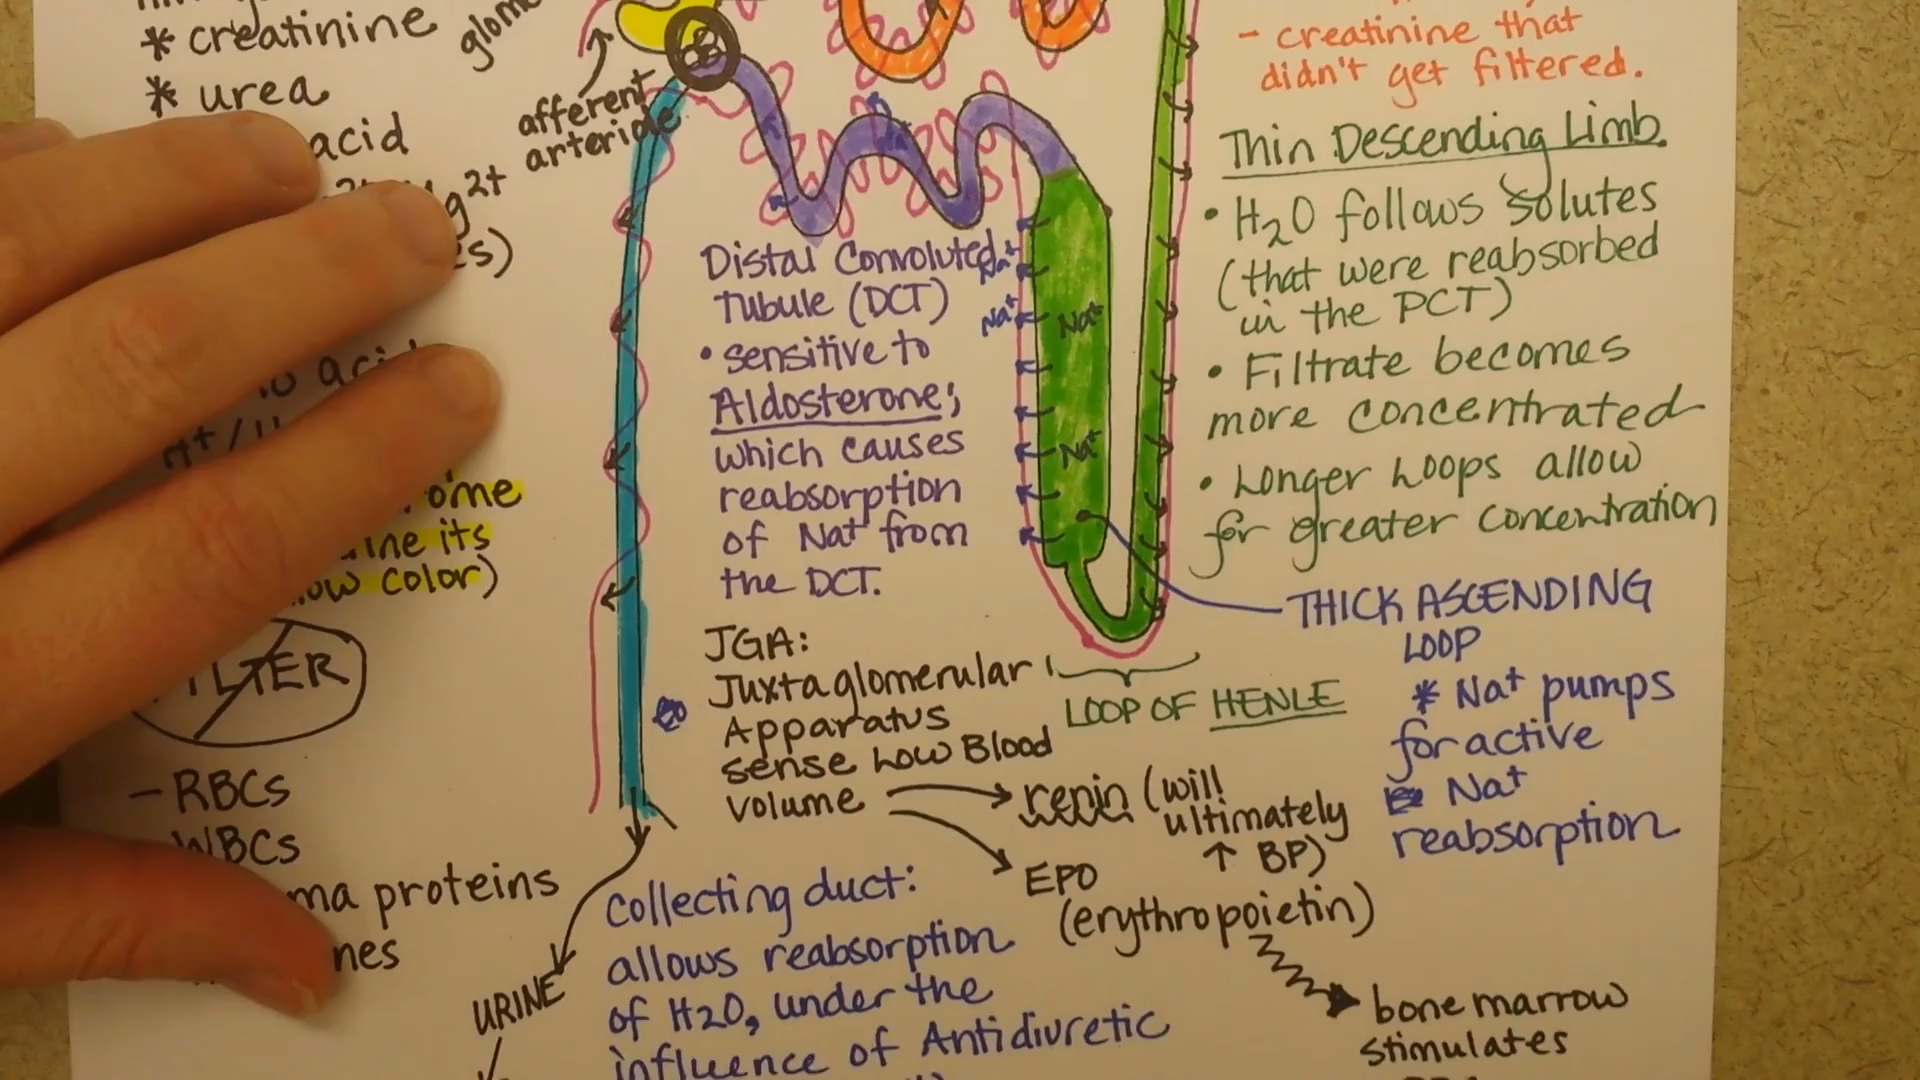 * creatinine
* urea
acid
g²⁺
s)
ome
ine its
ow color)
- RBCs
WBCs
ma proteins
nes
afferent
arteriole
Distal Convoluted
Tubule (DCT)
• sensitive to
Aldosterone;
which causes
reabsorption
of Na⁺ from
the DCT.
Na⁺
Na⁺
Na⁺
Na⁺
JGA:
Juxtaglomerular
Apparatus
sense Low Blood
volume
renin (will
ultimately
↑ BP)
EPO
(erythropoietin)
bone marrow
stimulates
LOOP OF HENLE
collecting duct:
allows reabsorption
of H2O, under the
influence of Antidiuretic
URINE
- creatinine that
didn't get filtered.
Thin Descending Limb.
• H₂O follows solutes
(that were reabsorbed
in the PCT)
• Filtrate becomes
more concentrated
• Longer Loops allow
for greater concentration
THICK ASCENDING
LOOP
* Na⁺ pumps
for active
Na⁺
reabsorption